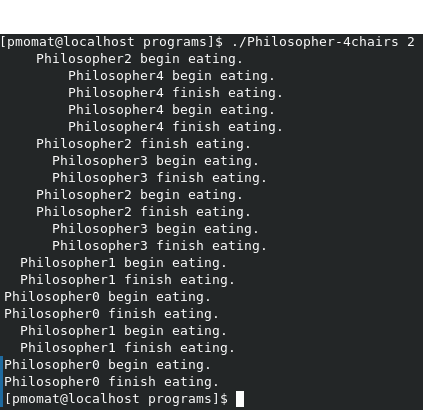 [pmomat@localhost programs]$ ./Philosopher-4chairs 2
Philosopher2 begin eating.
Philosopher4 begin eating.
Philosopher4 finish eating.
Philosopher4 begin eating.
Philosopher4 finish eating.
Philosopher2 finish eating.
Philosopher3 begin eating.
Philosopher3 finish eating.
Philosopher2 begin eating.
Philosopher2 finish eating.
Philosopher3 begin eating.
Philosopher3 finish eating.
Philosopher1 begin eating.
Philosopher1 finish eating.
Philosopher0 begin eating.
Philosopher0 finish eating.
Philosopher1 begin eating.
Philosopher1 finish eating.
Philosopher0 begin eating.
Philosopher0 finish eating.
[pmomat@localhost programs]$